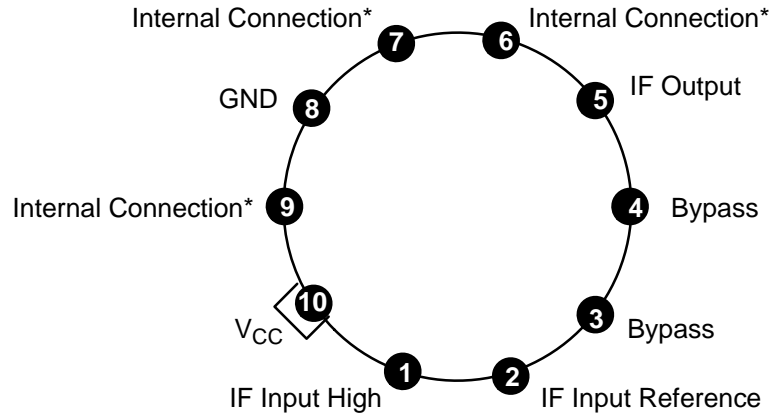 Internal Connection*
Internal Connection*
7
6
GND
8
5
IF Output
Internal Connection*
9
4
Bypass
10
VCC
3
Bypass
IF Input High
1
2
IF Input Reference